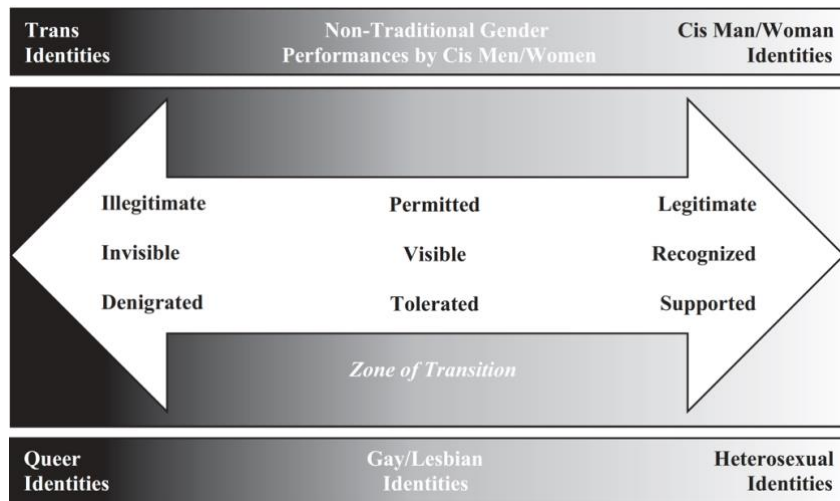 Trans Identities
Non-Traditional Gender Performances by Cis Men/Women
Cis Man/Woman Identities
Illegitimate
Permitted
Legitimate
Invisible
Visible
Recognized
Denigrated
Tolerated
Supported
Zone of Transition
Queer Identities
Gay/Lesbian Identities
Heterosexual Identities